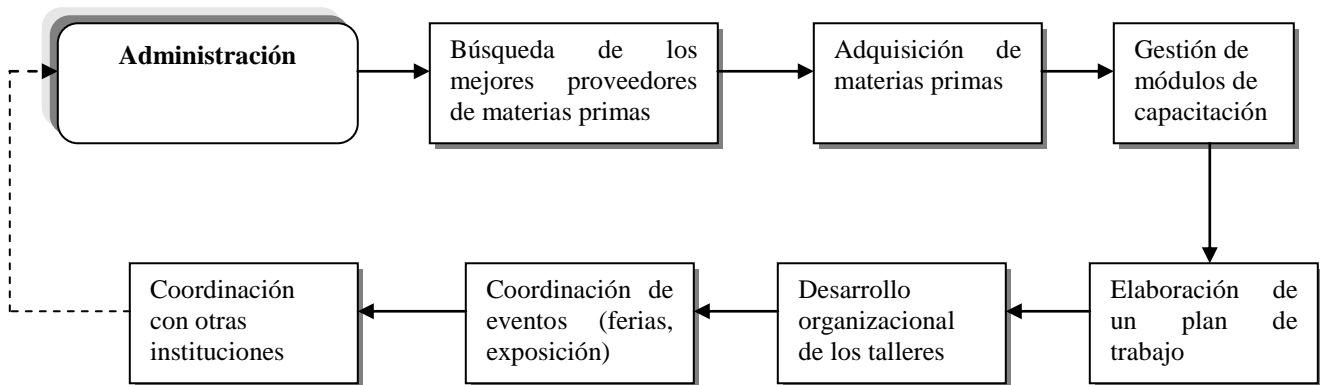 Administración
Búsqueda de los
mejores proveedores
de materias primas
Adquisición de
materias primas
Gestión de
módulos de
capacitación
Elaboración de
un plan de
trabajo
Desarrollo
organizacional
de los talleres
Coordinación de
eventos (ferias,
exposición)
Coordinación
con otras
instituciones